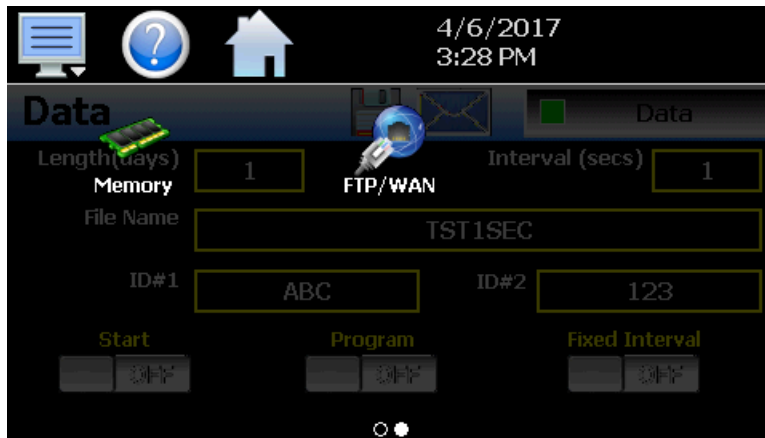 4/6/2017
3:28 PM
Data
Data
Length(days)
1
Interval (secs)
1
Memory
FTP/WAN
File Name
TST1SEC
ID#1
ABC
ID#2
123
Start
Program
Fixed Interval
OFF
OFF
OFF